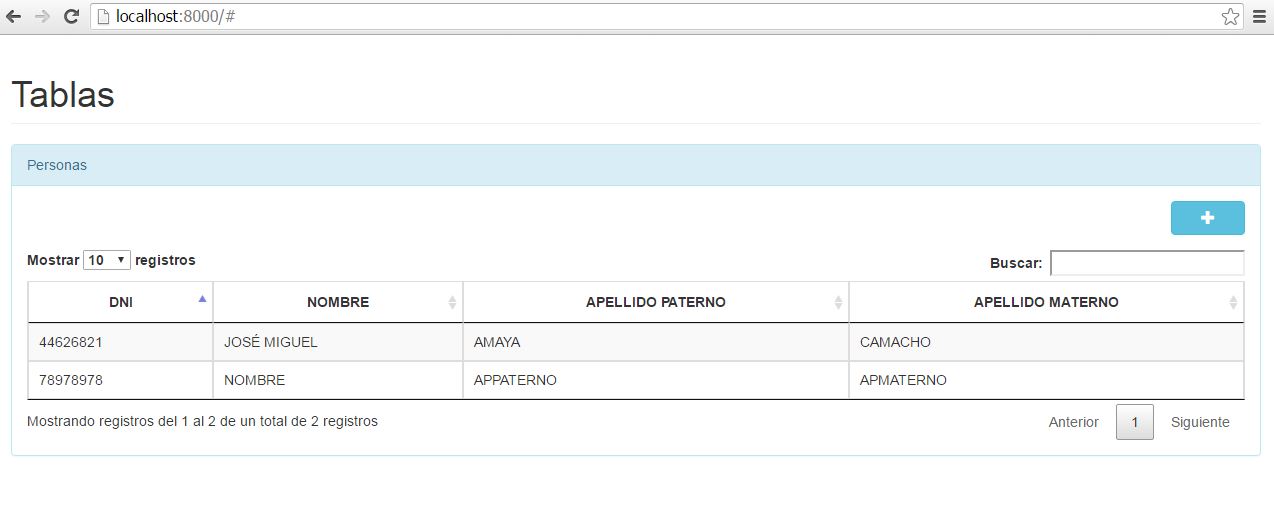 localhost:8000/#
Tablas
Personas
Mostrar 10 registros
Buscar:
DNI NOMBRE APELLIDO PATERNO APELLIDO MATERNO
44626821 JOSÉ MIGUEL AMAYA CAMACHO
78978978 NOMBRE APPATERNO APMATERNO
Mostrando registros del 1 al 2 de un total de 2 registros
Anterior 1 Siguiente